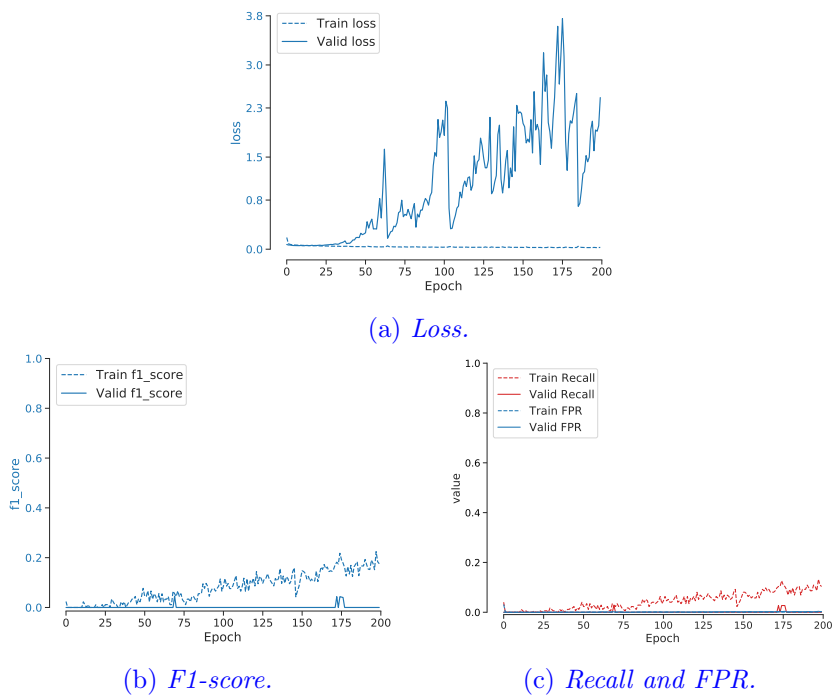 3.8
3.0
2.3
1.5
0.8
0.0
loss
Train loss
Valid loss
0 25 50 75 100 125 150 175 200
Epoch
(a) Loss.
1.0
0.8
0.6
0.4
0.2
0.0
f1_score
Train f1_score
Valid f1_score
0 25 50 75 100 125 150 175 200
Epoch
(b) F1-score.
1.0
0.8
0.6
0.4
0.2
0.0
value
Train Recall
Valid Recall
Train FPR
Valid FPR
0 25 50 75 100 125 150 175 200
Epoch
(c) Recall and FPR.